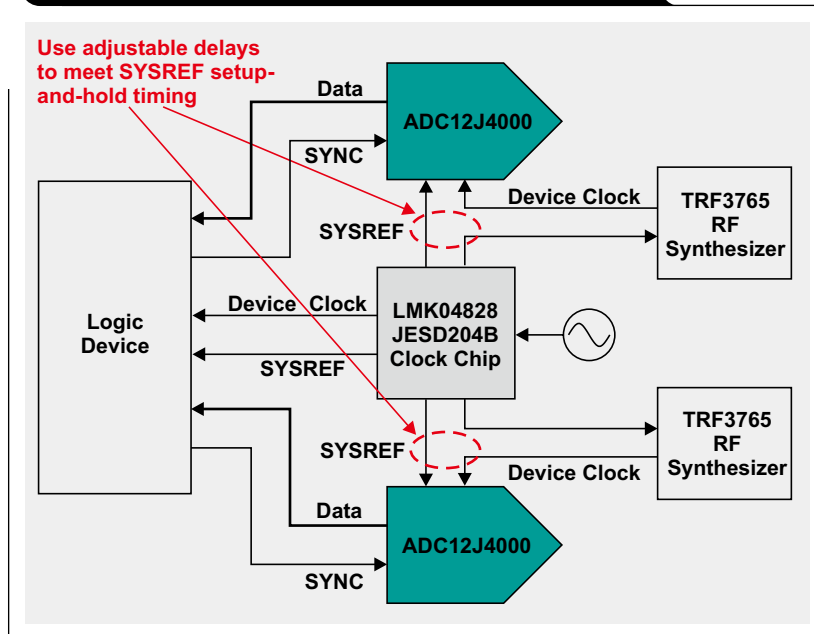 Use adjustable delays
to meet SYSREF setup-
and-hold timing
Data
ADC12J4000
SYNC
Device Clock
TRF3765
RF
Synthesizer
SYSREF
Logic
Device
Device Clock
LMK04828
JESD204B
Clock Chip
SYSREF
SYSREF
TRF3765
RF
Synthesizer
Device Clock
Data
ADC12J4000
SYNC